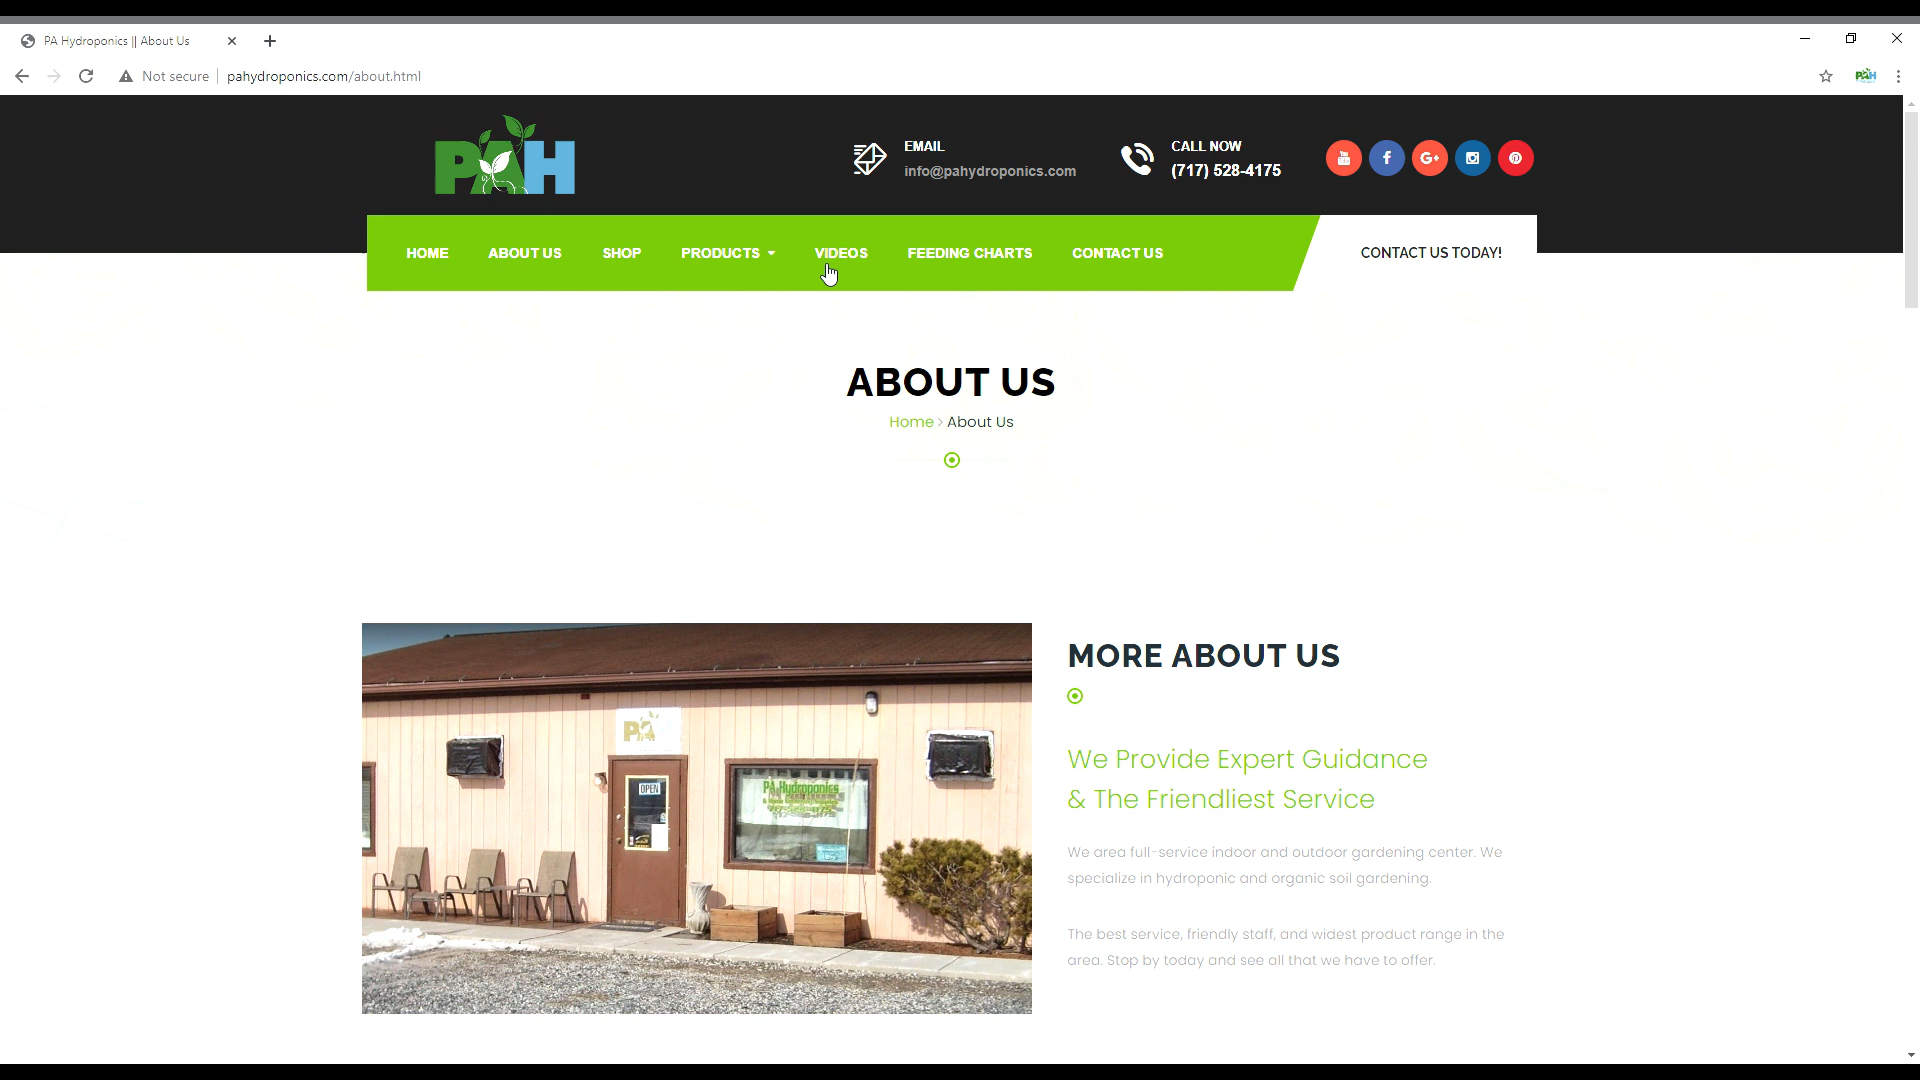 PA Hydroponics || About Us
Not secure
pahydroponics.com/about.html
PAH
PAH
EMAIL
info@pahydroponics.com
CALL NOW
(717) 528-4175
HOME
ABOUT US
SHOP
PRODUCTS
VIDEOS
FEEDING CHARTS
CONTACT US
CONTACT US TODAY!
ABOUT US
Home > About Us
PA
OPEN
PA Hydroponics
MORE ABOUT US
We Provide Expert Guidance
& The Friendliest Service
We area full-service indoor and outdoor gardening center. We
specialize in hydroponic and organic soil gardening.
The best service, friendly staff, and widest product range in the
area. Stop by today and see all that we have to offer.